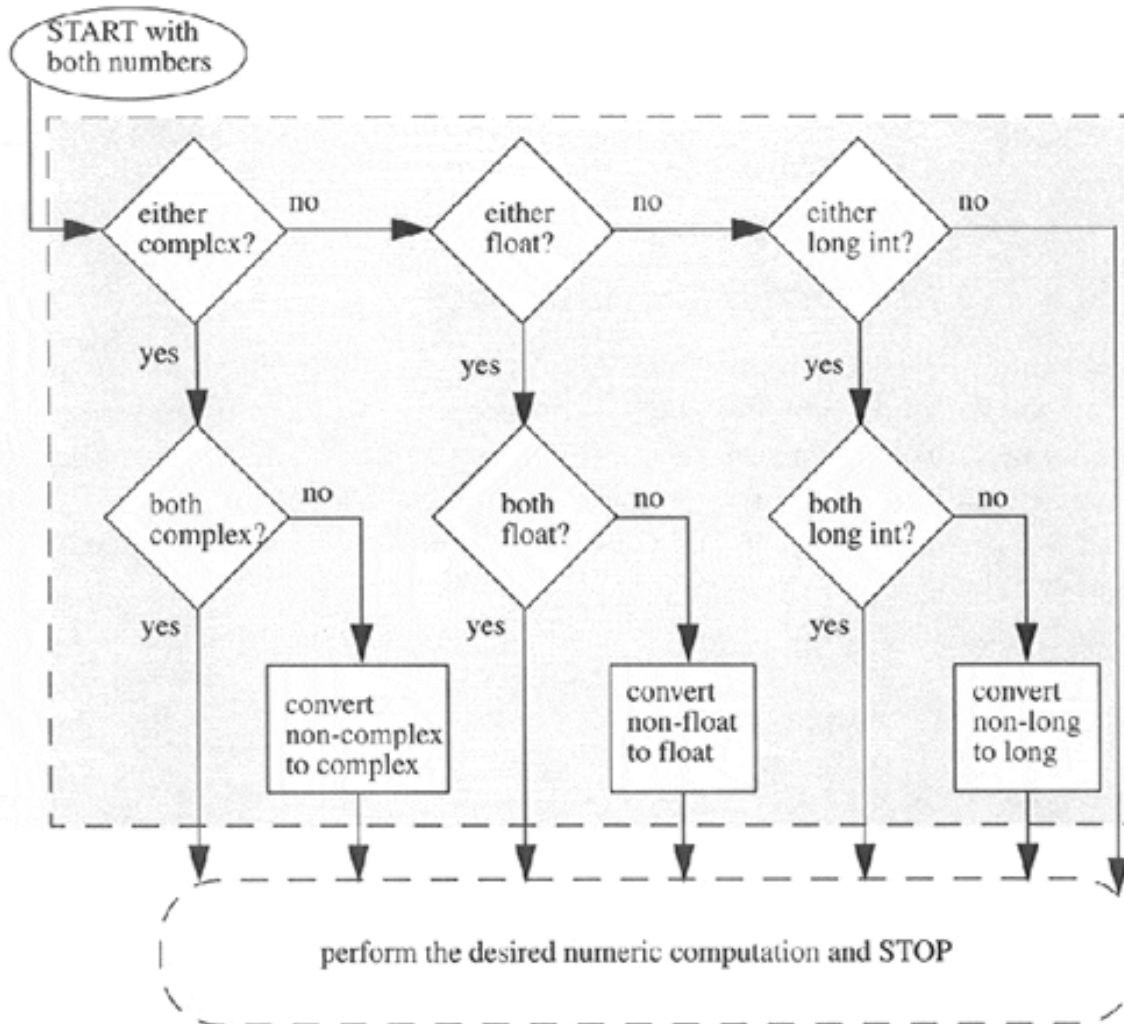 START with
both numbers
either
complex?
no
either
float?
no
either
long int?
no
yes
yes
yes
both
complex?
no
both
float?
no
both
long int?
no
yes
yes
yes
convert
non-complex
to complex
convert
non-float
to float
convert
non-long
to long
perform the desired numeric computation and STOP